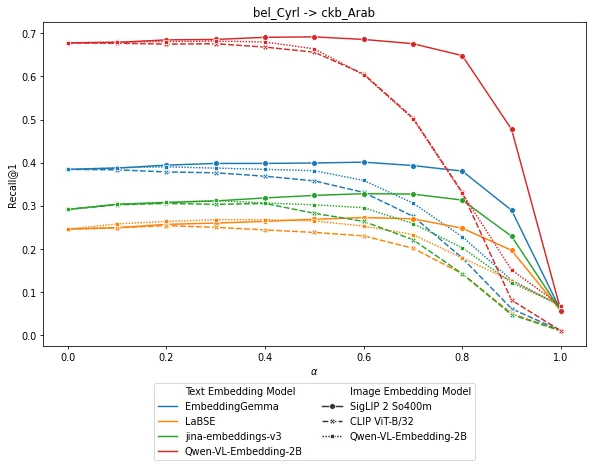 bel_Cyrl -> ckb_Arab
0.7
0.6
0.5
0.4
0.3
0.2
0.1
0.0
Recall@1
0.0 0.2 0.4 0.6 0.8 1.0
α
Text Embedding Model Image Embedding Model
EmbeddingGemma SigLIP 2 So400m
LaBSE CLIP ViT-B/32
jina-embeddings-v3 Qwen-VL-Embedding-2B
Qwen-VL-Embedding-2B